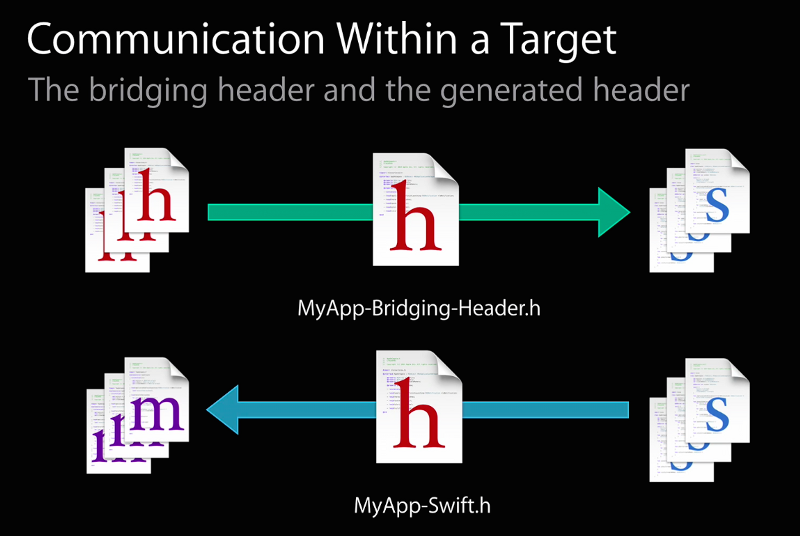 Communication Within a Target
The bridging header and the generated header
h h h
h
s s s
MyApp-Bridging-Header.h
m m m
h
s s s
MyApp-Swift.h